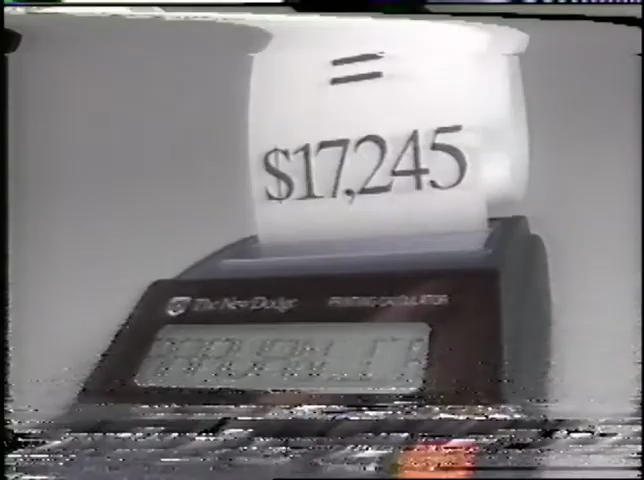 =
$17,245
The New Dodge PRINTING CALCULATOR